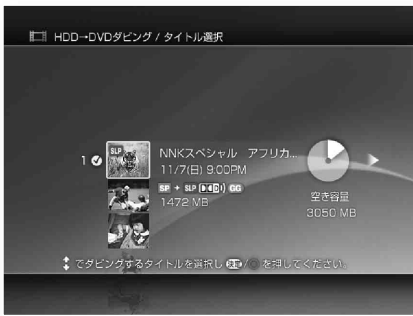 HDD→DVDダビング / タイトル選択
SLP
1 NNKスペシャル アフリカ...
11/7(日) 9:00PM
SP → SLP GG
1472 MB
空き容量
3050 MB
でダビングするタイトルを選択し 決定/ を押してください。